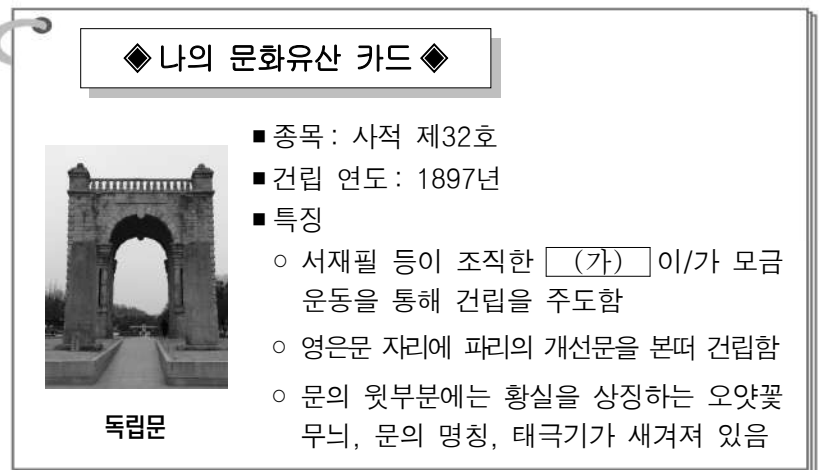 ◈ 나의 문화유산 카드 ◈
■ 종목 : 사적 제32호
■ 건립 연도 : 1897년
■ 특징
○ 서재필 등이 조직한 (가) 이/가 모금
운동을 통해 건립을 주도함
○ 영은문 자리에 파리의 개선문을 본떠 건립함
○ 문의 윗부분에는 황실을 상징하는 오얏꽃
무늬, 문의 명칭, 태극기가 새겨져 있음
독립문